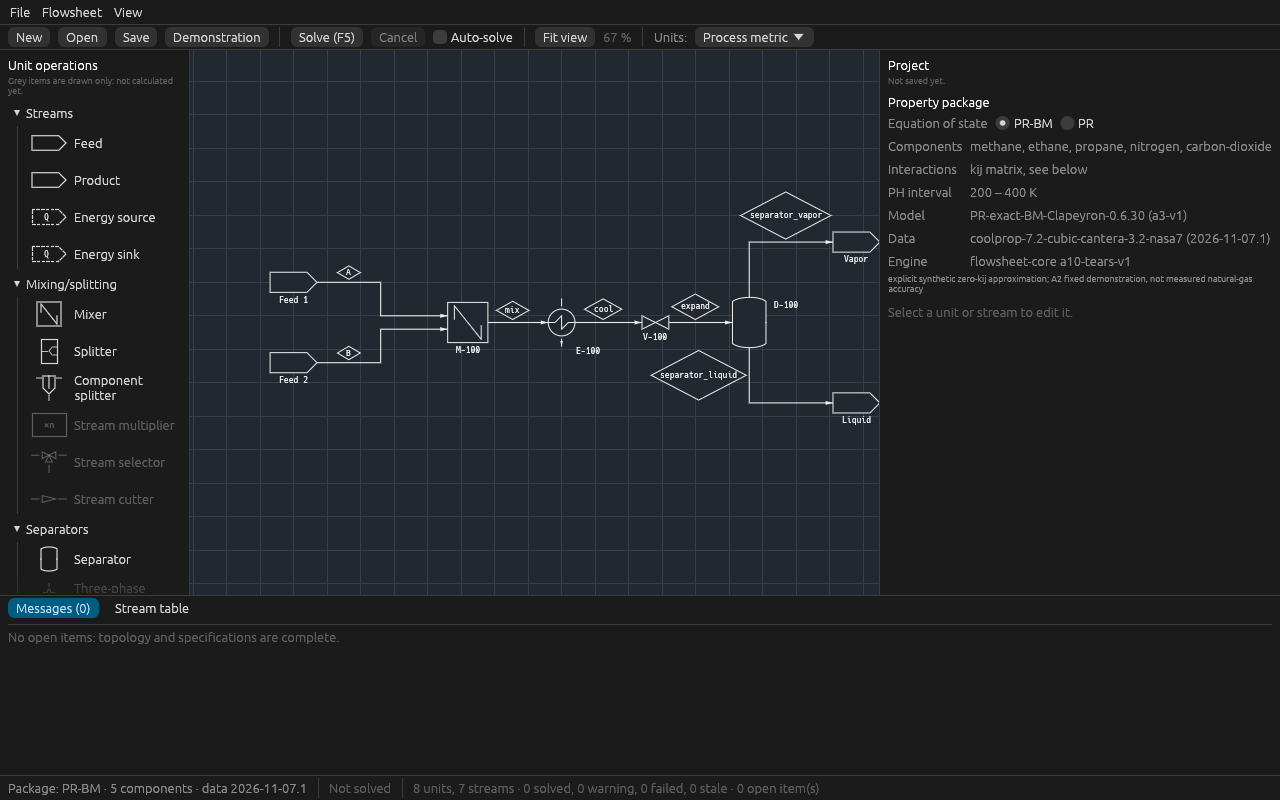 File Flowsheet View
New Open Save Demonstration Solve (F5) Cancel Auto-solve Fit view 67 % Units: Process metric
Unit operations
Grey items are drawn only: not calculated
yet.
Streams
Feed
Product
Q Energy source
Q Energy sink
Mixing/splitting
Mixer
Splitter
Component
splitter
×n Stream multiplier
Stream selector
Stream cutter
Separators
Separator
Three-phase
separator_vapor
Vapor
A
Feed 1
mix
cool
expand
D-100
M-100
E-100
V-100
B
Feed 2
separator_liquid
Liquid
Project
Not saved yet.
Property package
Equation of state PR-BM PR
Components methane, ethane, propane, nitrogen, carbon-dioxide
Interactions kij matrix, see below
PH interval 200 – 400 K
Model PR-exact-BM-Clapeyron-0.6.30 (a3-v1)
Data coolprop-7.2-cubic-cantera-3.2-nasa7 (2026-11-07.1)
Engine flowsheet-core a10-tears-v1
explicit synthetic zero-kij approximation; A2 fixed demonstration, not measured natural-gas
accuracy
Select a unit or stream to edit it.
Messages (0) Stream table
No open items: topology and specifications are complete.
Package: PR-BM · 5 components · data 2026-11-07.1 Not solved 8 units, 7 streams · 0 solved, 0 warning, 0 failed, 0 stale · 0 open item(s)